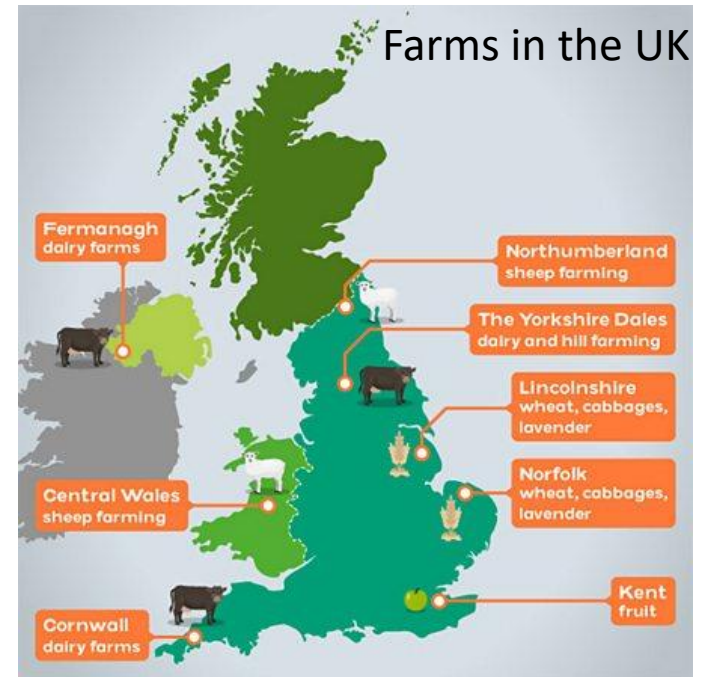 Farms in the UK
Fermanagh
dairy farms
Northumberland
sheep farming
The Yorkshire Dales
dairy and hill farming
Lincolnshire
wheat, cabbages,
lavender
Norfolk
wheat, cabbages,
lavender
Central Wales
sheep farming
Kent
fruit
Cornwall
dairy farms